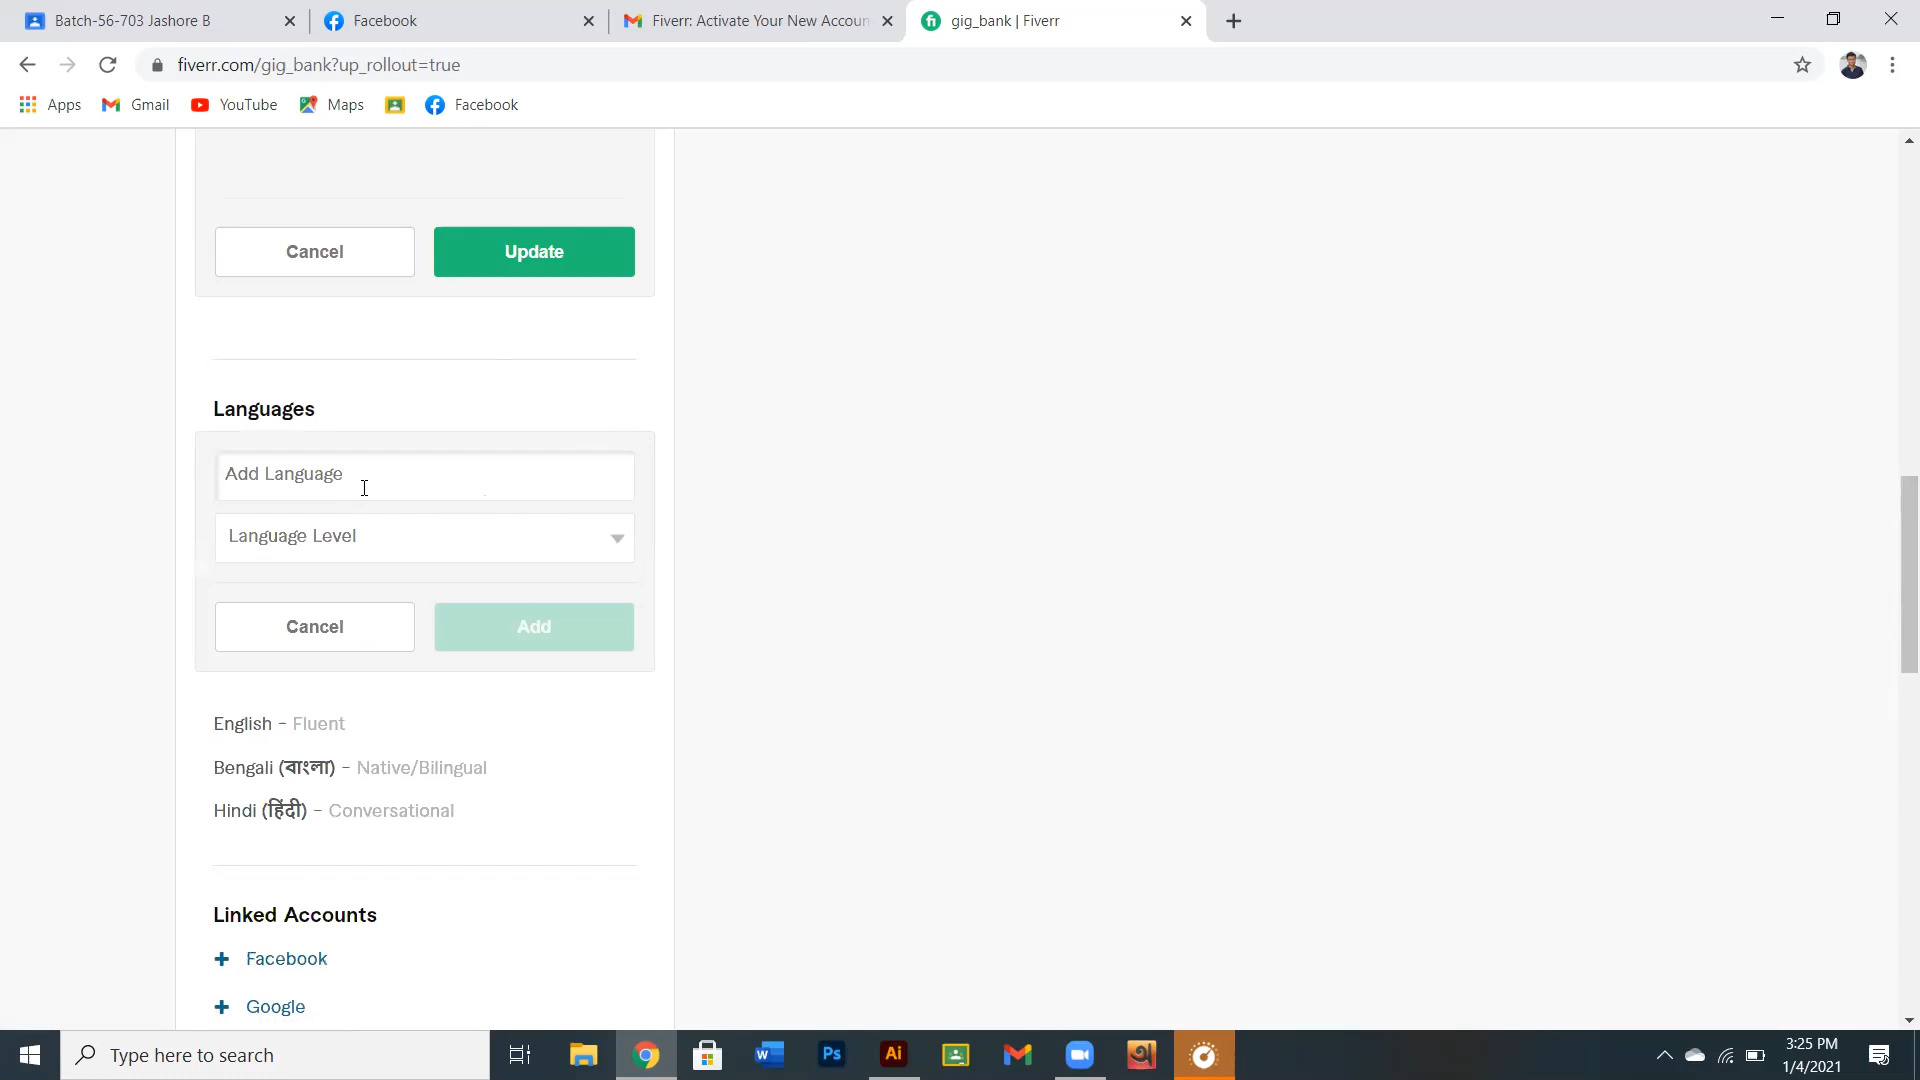 Batch-56-703 Jashore B
Facebook
Fiverr: Activate Your New Accoun
gig_bank | Fiverr
fiverr.com/gig_bank?up_rollout=true
Apps
Gmail
YouTube
Maps
Facebook
Cancel
Update
Languages
Add Language
Language Level
Cancel
Add
English - Fluent
Bengali (বাংলা) - Native/Bilingual
Hindi (हिंदी) - Conversational
Linked Accounts
+ Facebook
+ Google
Type here to search
3:25 PM
1/4/2021